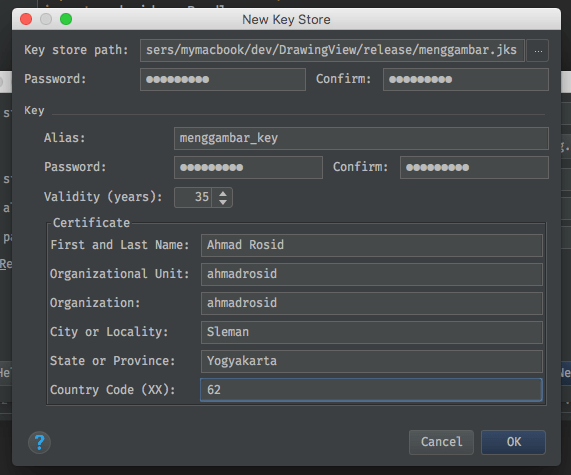 New Key Store
Key store path: sers/mymacbook/dev/DrawingView/release/menggambar.jks ...
Password: ●●●●●●●●● Confirm: ●●●●●●●●●
Key
Alias: menggambar_key
Password: ●●●●●●●●● Confirm: ●●●●●●●●●
Validity (years): 35
Certificate
First and Last Name: Ahmad Rosid
Organizational Unit: ahmadrosid
Organization: ahmadrosid
City or Locality: Sleman
State or Province: Yogyakarta
Country Code (XX): 62
? Cancel OK